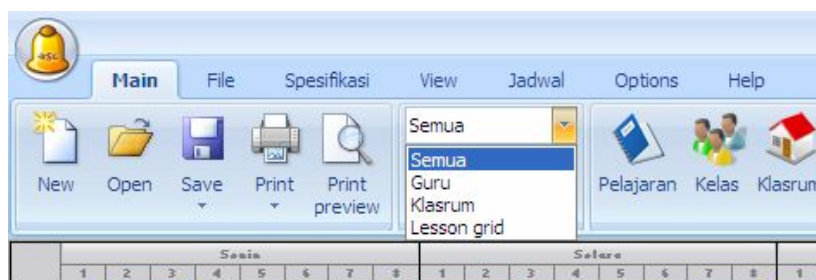 aSc
Main File Spesifikasi View Jadwal Options Help
Semua
New Open Save Print Print preview Pelajaran Kelas Klasrum
Semua
Guru
Klasrum
Lesson grid
Senin Selasa
1 2 3 4 5 6 7 8 1 2 3 4 5 6 7 8 1